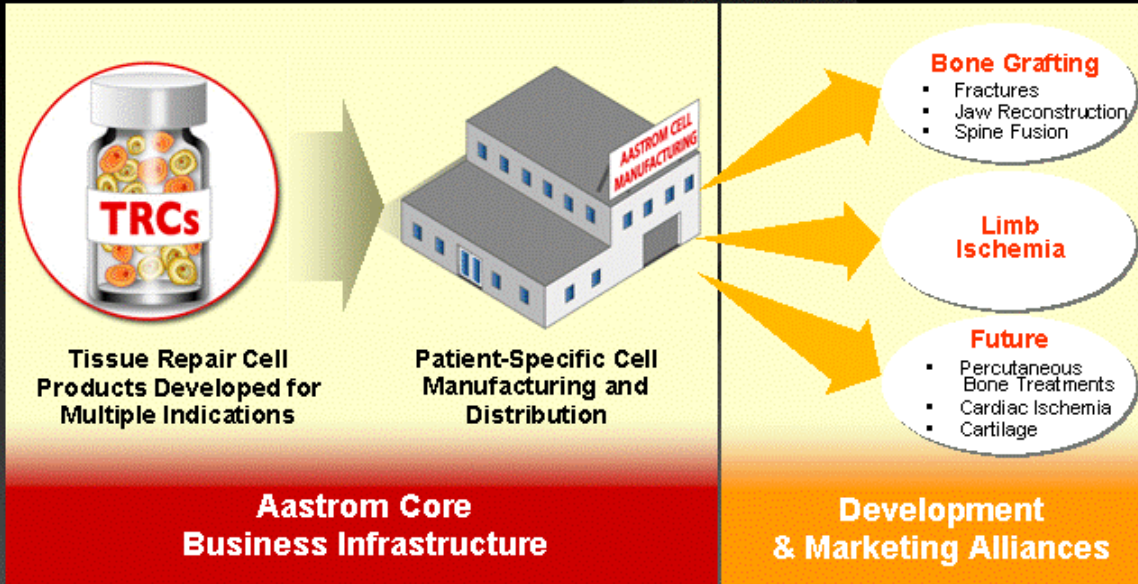 TRCs
Tissue Repair Cell
Products Developed for
Multiple Indications
AASTROM CELL
MANUFACTURING
Patient-Specific Cell
Manufacturing and
Distribution
Aastrom Core
Business Infrastructure
Bone Grafting
▪ Fractures
▪ Jaw Reconstruction
▪ Spine Fusion
Limb
Ischemia
Future
▪ Percutaneous
Bone Treatments
▪ Cardiac Ischemia
▪ Cartilage
Development
& Marketing Alliances